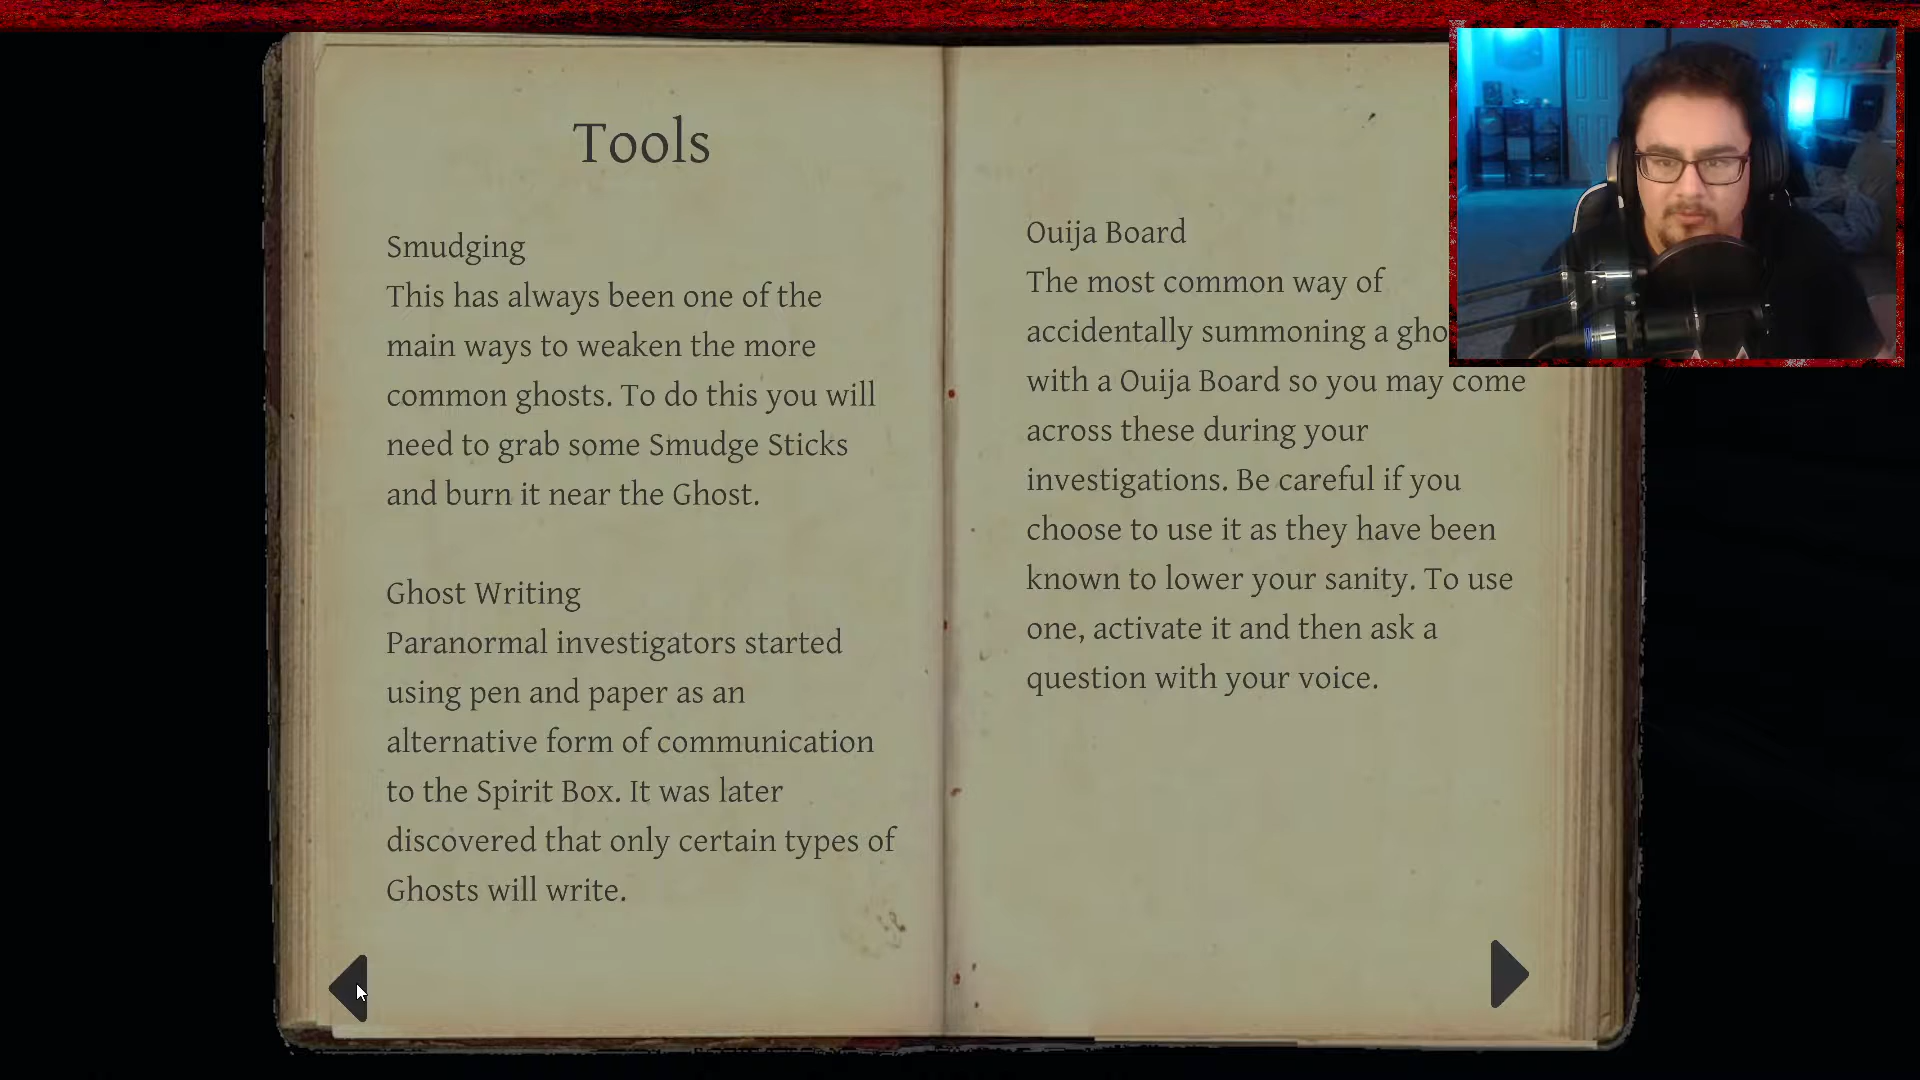 Tools
Smudging
This has always been one of the
main ways to weaken the more
common ghosts. To do this you will
need to grab some Smudge Sticks
and burn it near the Ghost.
Ghost Writing
Paranormal investigators started
using pen and paper as an
alternative form of communication
to the Spirit Box. It was later
discovered that only certain types of
Ghosts will write.
Ouija Board
The most common way of
accidentally summoning a gho
with a Ouija Board so you may come
across these during your
investigations. Be careful if you
choose to use it as they have been
known to lower your sanity. To use
one, activate it and then ask a
question with your voice.